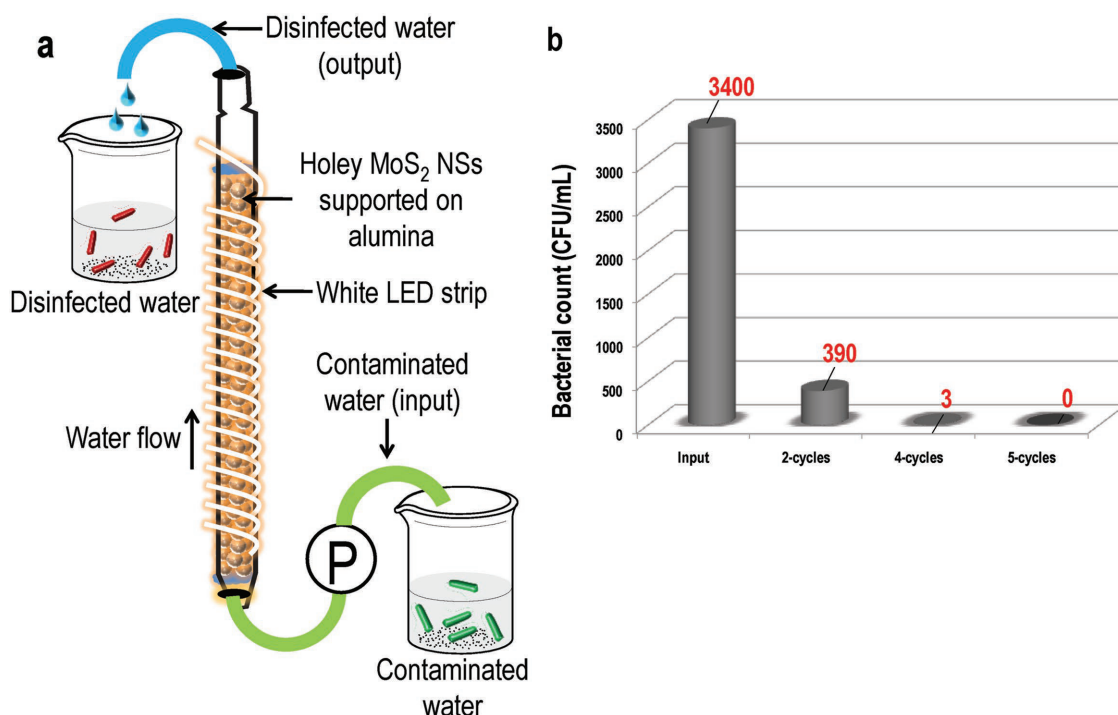 a
Disinfected water
(output)
Holey MoS₂ NSs
supported on
alumina
Disinfected water
White LED strip
Contaminated
water (input)
Water flow
P
Contaminated
water
b
Bacterial count (CFU/mL)
3500
3000
2500
2000
1500
1000
500
0
3400
390
3
0
Input
2-cycles
4-cycles
5-cycles